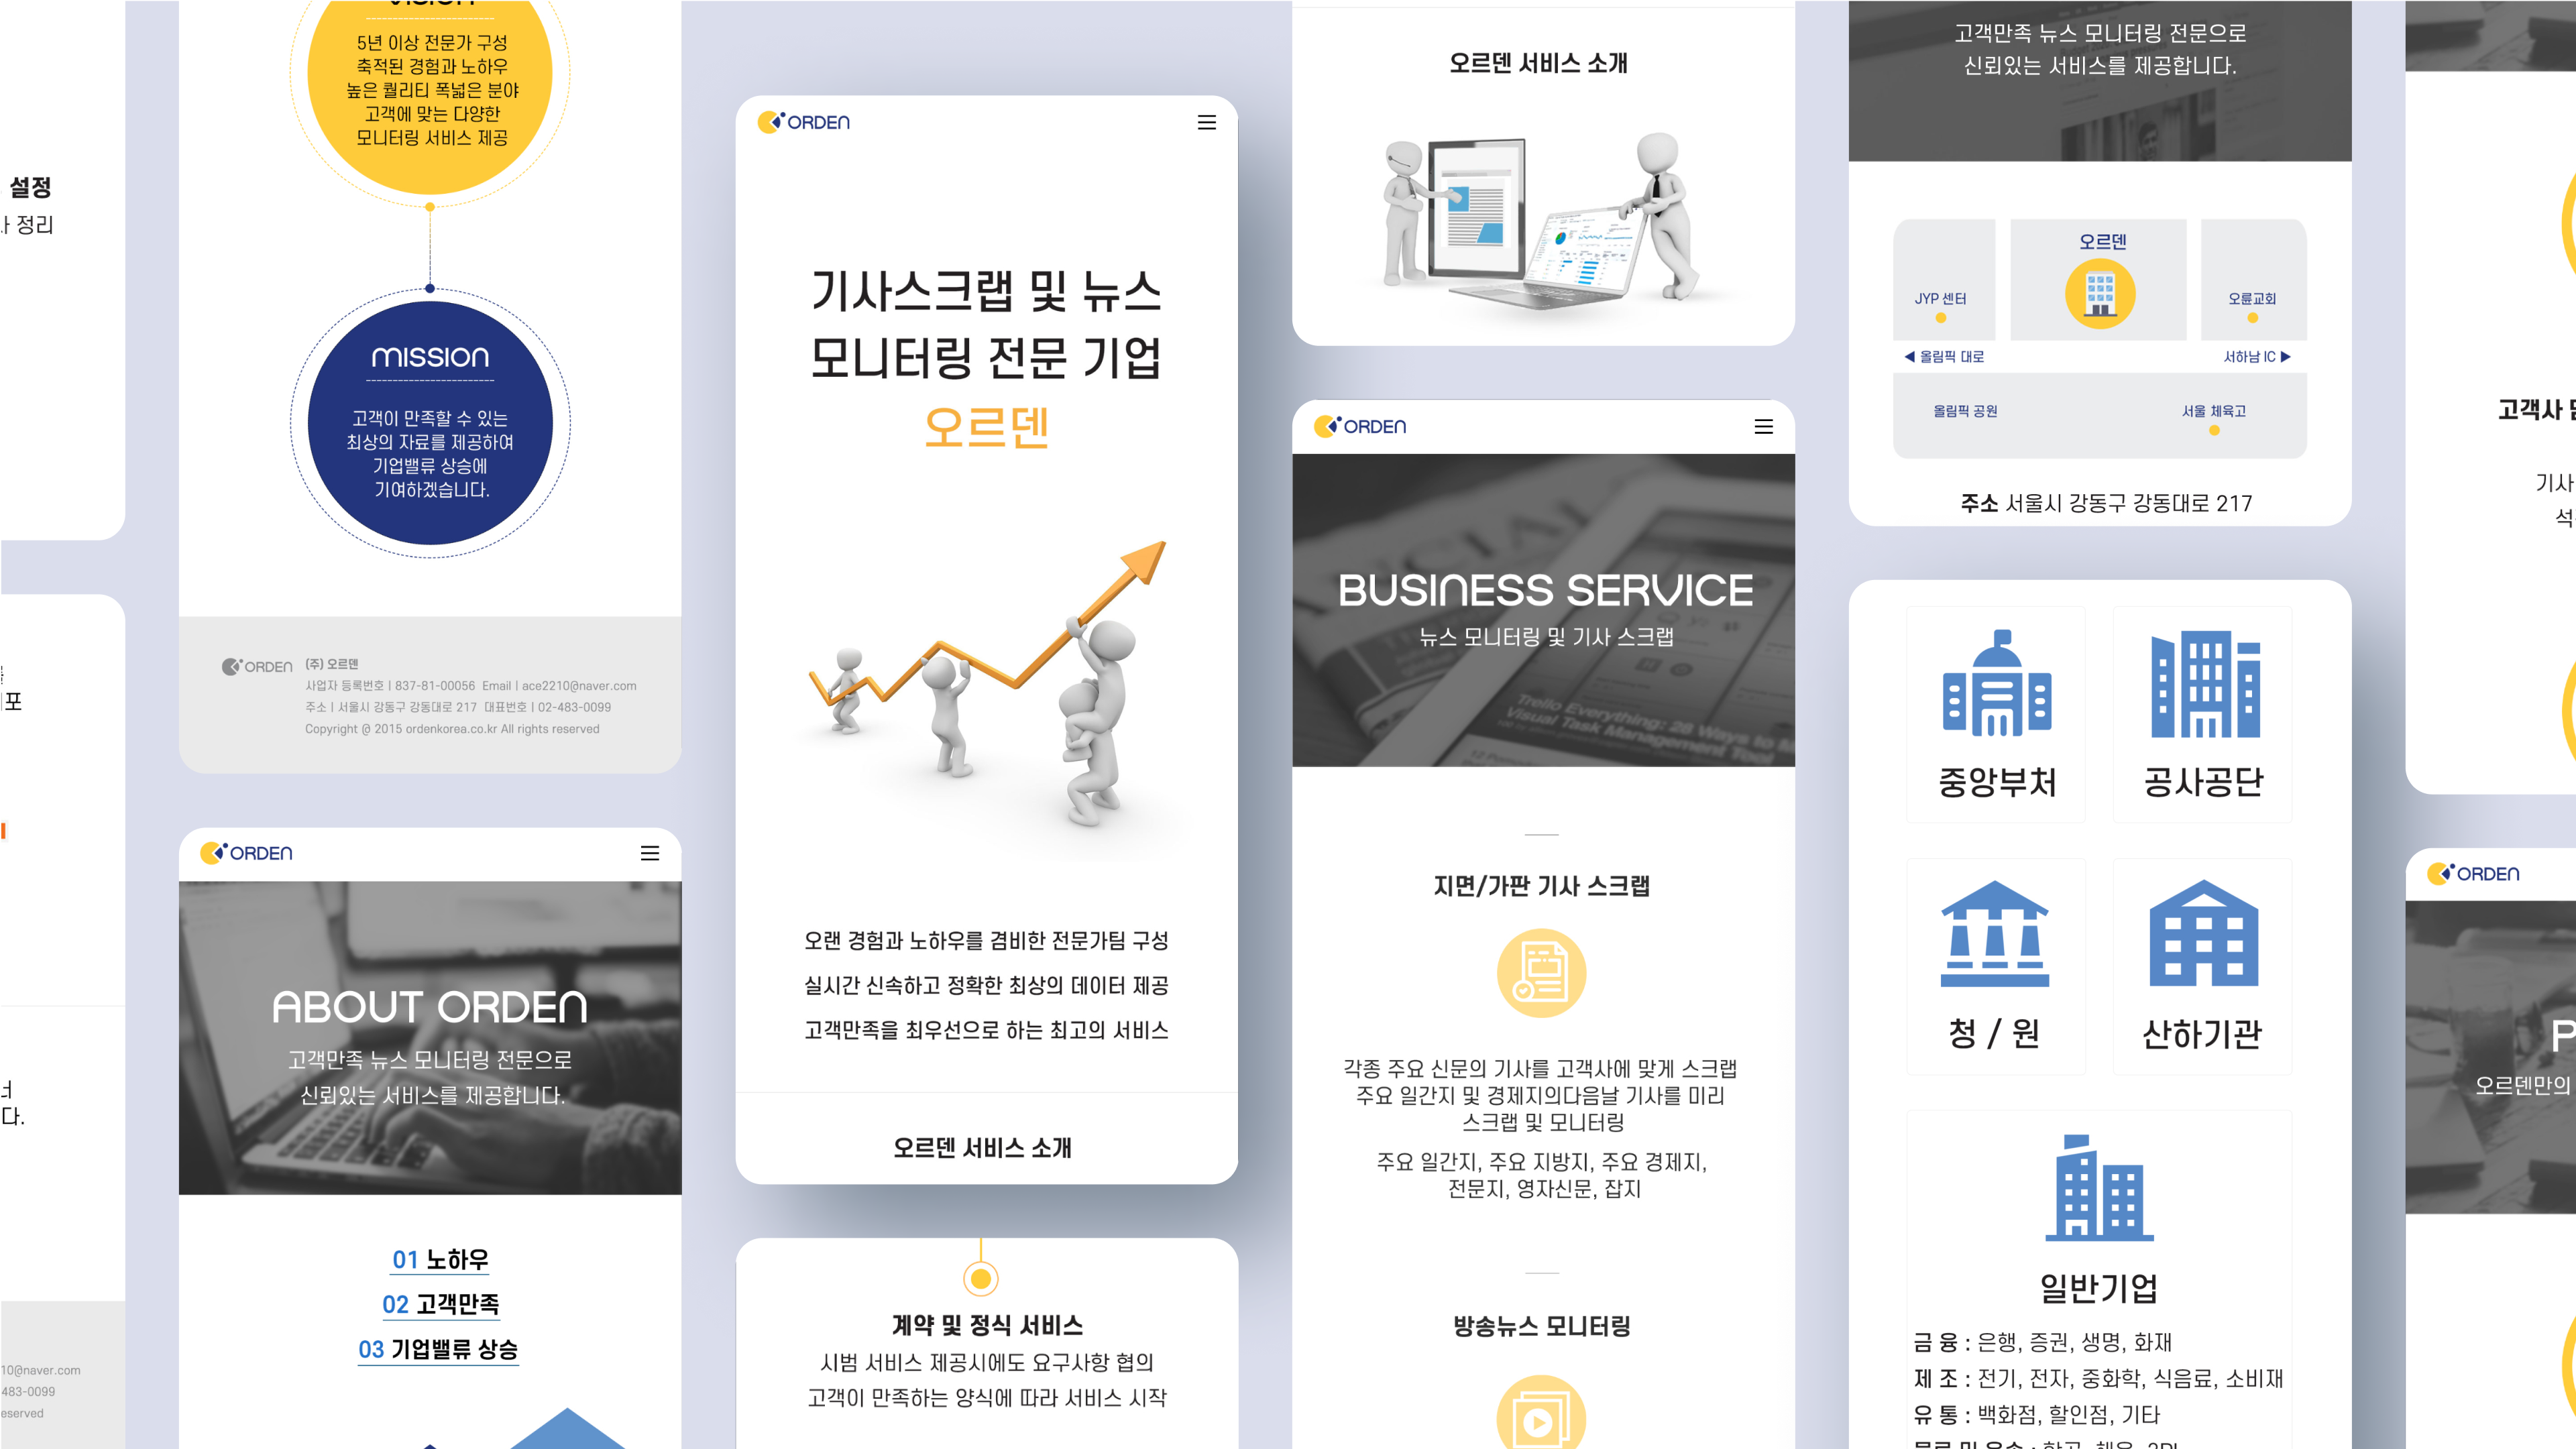 설정
정리
포
다.
10@naver.com
483-0099
eserved
VISION
5년 이상 전문가 구성
축적된 경험과 노하우
높은 퀄리티 폭넓은 분야
고객에 맞는 다양한
모니터링 서비스 제공
mISSION
고객이 만족할 수 있는
최상의 자료를 제공하여
기업밸류 상승에
기여하겠습니다.
ORDEN
(주) 오르덴
사업자 등록번호 | 837-81-00056 Email | ace2210@naver.com
주소 | 서울시 강동구 강동대로 217 대표번호 | 02-483-0099
Copyright @ 2015 ordenkorea.co.kr All rights reserved
ORDEN
ABOUT ORDEN
고객만족 뉴스 모니터링 전문으로
신뢰있는 서비스를 제공합니다.
01 노하우
02 고객만족
03 기업밸류 상승
ORDEN
기사스크랩 및 뉴스
모니터링 전문 기업
오르덴
오랜 경험과 노하우를 겸비한 전문가팀 구성
실시간 신속하고 정확한 최상의 데이터 제공
고객만족을 최우선으로 하는 최고의 서비스
오르덴 서비스 소개
계약 및 정식 서비스
시범 서비스 제공시에도 요구사항 협의
고객이 만족하는 양식에 따라 서비스 시작
오르덴 서비스 소개
ORDEN
BUSINESS SERVICE
뉴스 모니터링 및 기사 스크랩
Trello Everything: 26 Ways to
Visual Task Management Tool
지면/가판 기사 스크랩
각종 주요 신문의 기사를 고객사에 맞게 스크랩
주요 일간지 및 경제지의다음날 기사를 미리
스크랩 및 모니터링
주요 일간지, 주요 지방지, 주요 경제지,
전문지, 영자신문, 잡지
방송뉴스 모니터링
고객만족 뉴스 모니터링 전문으로
신뢰있는 서비스를 제공합니다.
오르덴
JYP 센터
오륜교회
◀ 올림픽 대로
서하남 IC ▶
올림픽 공원
서울 체육고
주소 서울시 강동구 강동대로 217
중앙부처
공사공단
청 / 원
산하기관
일반기업
금 융 : 은행, 증권, 생명, 화재
제 조 : 전기, 전자, 중화학, 식음료, 소비재
유 통 : 백화점, 할인점, 기타
고객사
기사
석
ORDEN
P
오르덴만의